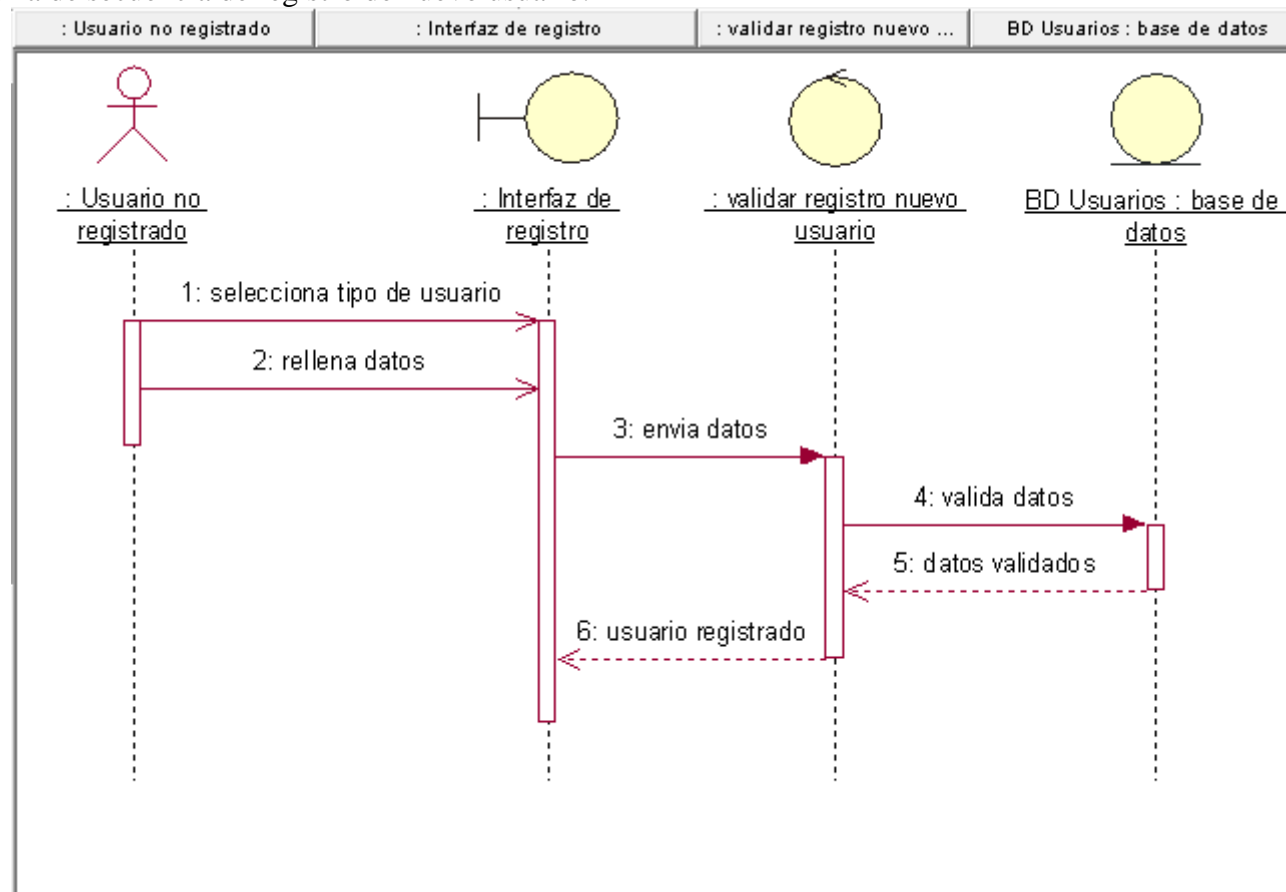 : Usuario no registrado : Interfaz de registro : validar registro nuevo ... BD Usuarios : base de datos
: Usuario no : Interfaz de : validar registro nuevo BD Usuarios : base de
registrado registro usuario datos
1: selecciona tipo de usuario
2: rellena datos
3: envia datos
4: valida datos
5: datos validados
6: usuario registrado